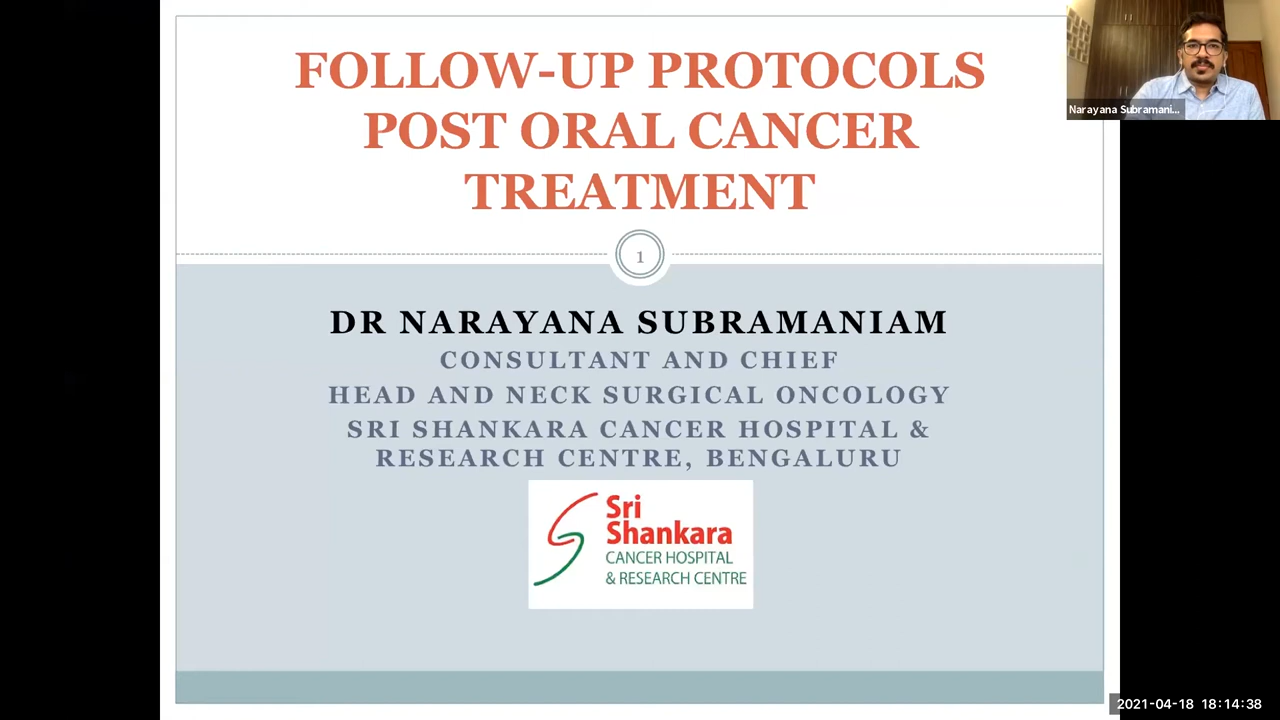 FOLLOW-UP PROTOCOLS
POST ORAL CANCER
TREATMENT
Narayana Subramani...
1
DR NARAYANA SUBRAMANIAM
CONSULTANT AND CHIEF
HEAD AND NECK SURGICAL ONCOLOGY
SRI SHANKARA CANCER HOSPITAL &
RESEARCH CENTRE, BENGALURU
Sri
Shankara
CANCER HOSPITAL
& RESEARCH CENTRE
2021-04-18 18:14:38